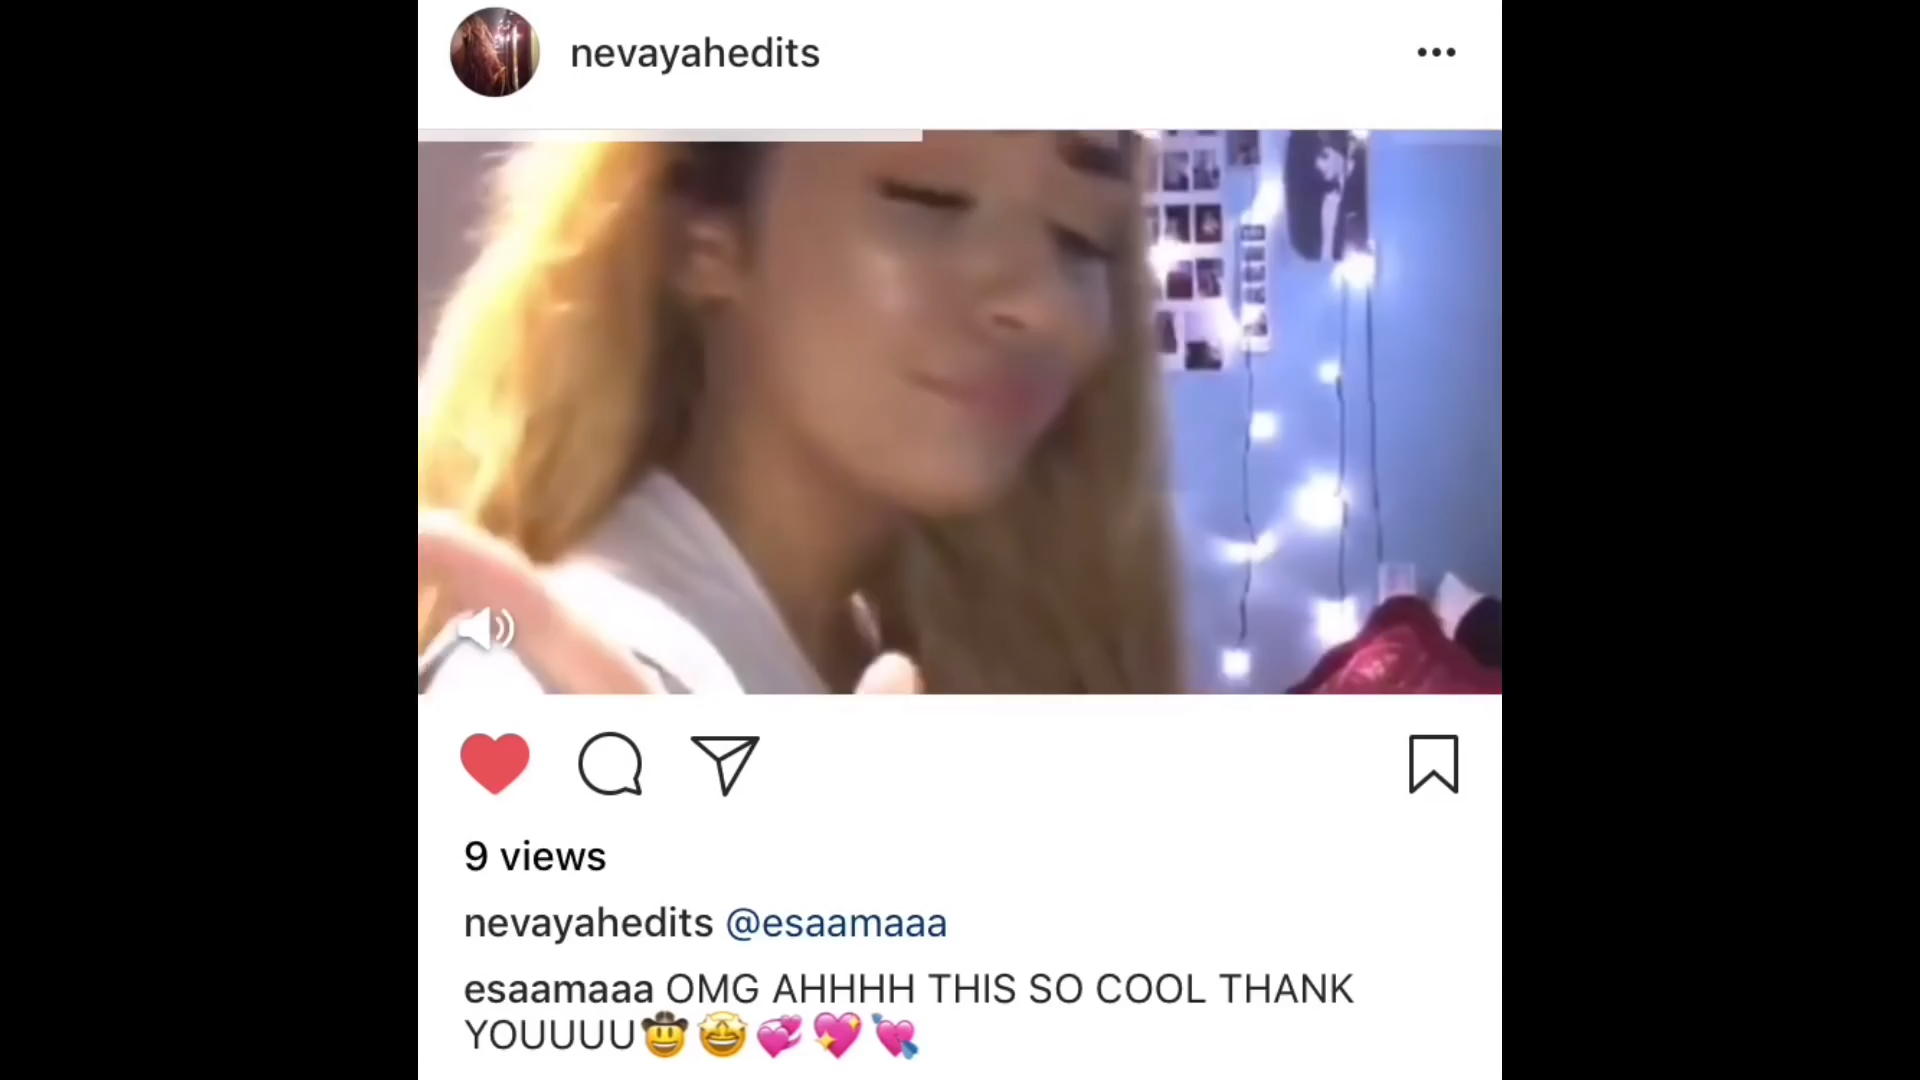 nevayahedits
9 views
nevayahedits @esaamaaa
esaamaaa OMG AHHHH THIS SO COOL THANK
YOUUUU🤠🤩💞💖💘